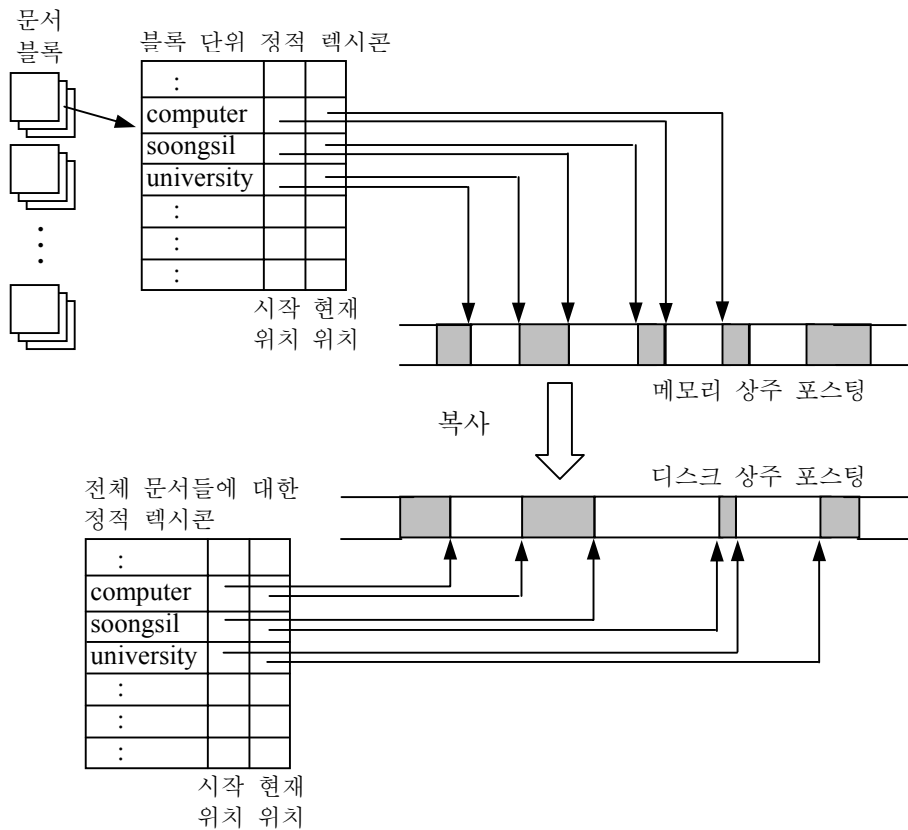 문서
블록
블록 단위 정적 렉시콘
:
computer
soongsil
university
:
:
:
시작 현재
위치 위치
메모리 상주 포스팅
복사
디스크 상주 포스팅
전체 문서들에 대한
정적 렉시콘
:
computer
soongsil
university
:
:
:
시작 현재
위치 위치